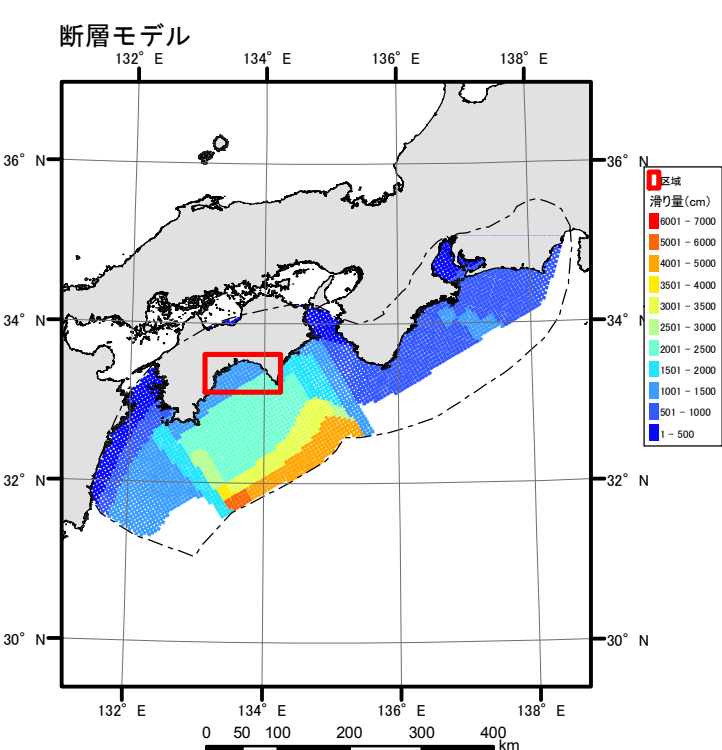 断層モデル
132° E 134° E 136° E 138° E
36° N 36° N
34° N 34° N
32° N 32° N
30° N 30° N
132° E 134° E 136° E 138° E
区域
滑り量(cm)
6001 - 7000
5001 - 6000
4001 - 5000
3501 - 4000
3001 - 3500
2501 - 3000
2001 - 2500
1501 - 2000
1001 - 1500
501 - 1000
1 - 500
0 50 100 200 300 400
km